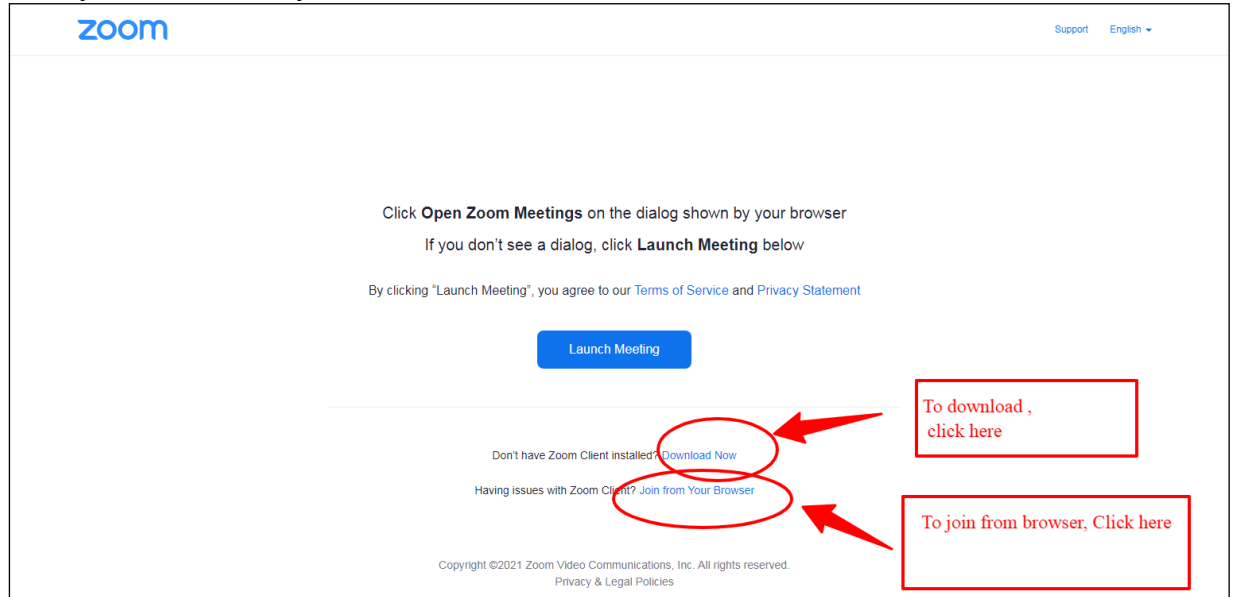 zoom
Support English
Click Open Zoom Meetings on the dialog shown by your browser
If you don't see a dialog, click Launch Meeting below
By clicking “Launch Meeting”, you agree to our Terms of Service and Privacy Statement
Launch Meeting
To download ,
click here
Don't have Zoom Client installed? Download Now
Having issues with Zoom Client? Join from Your Browser
To join from browser, Click here
Copyright ©2021 Zoom Video Communications, Inc. All rights reserved.
Privacy & Legal Policies